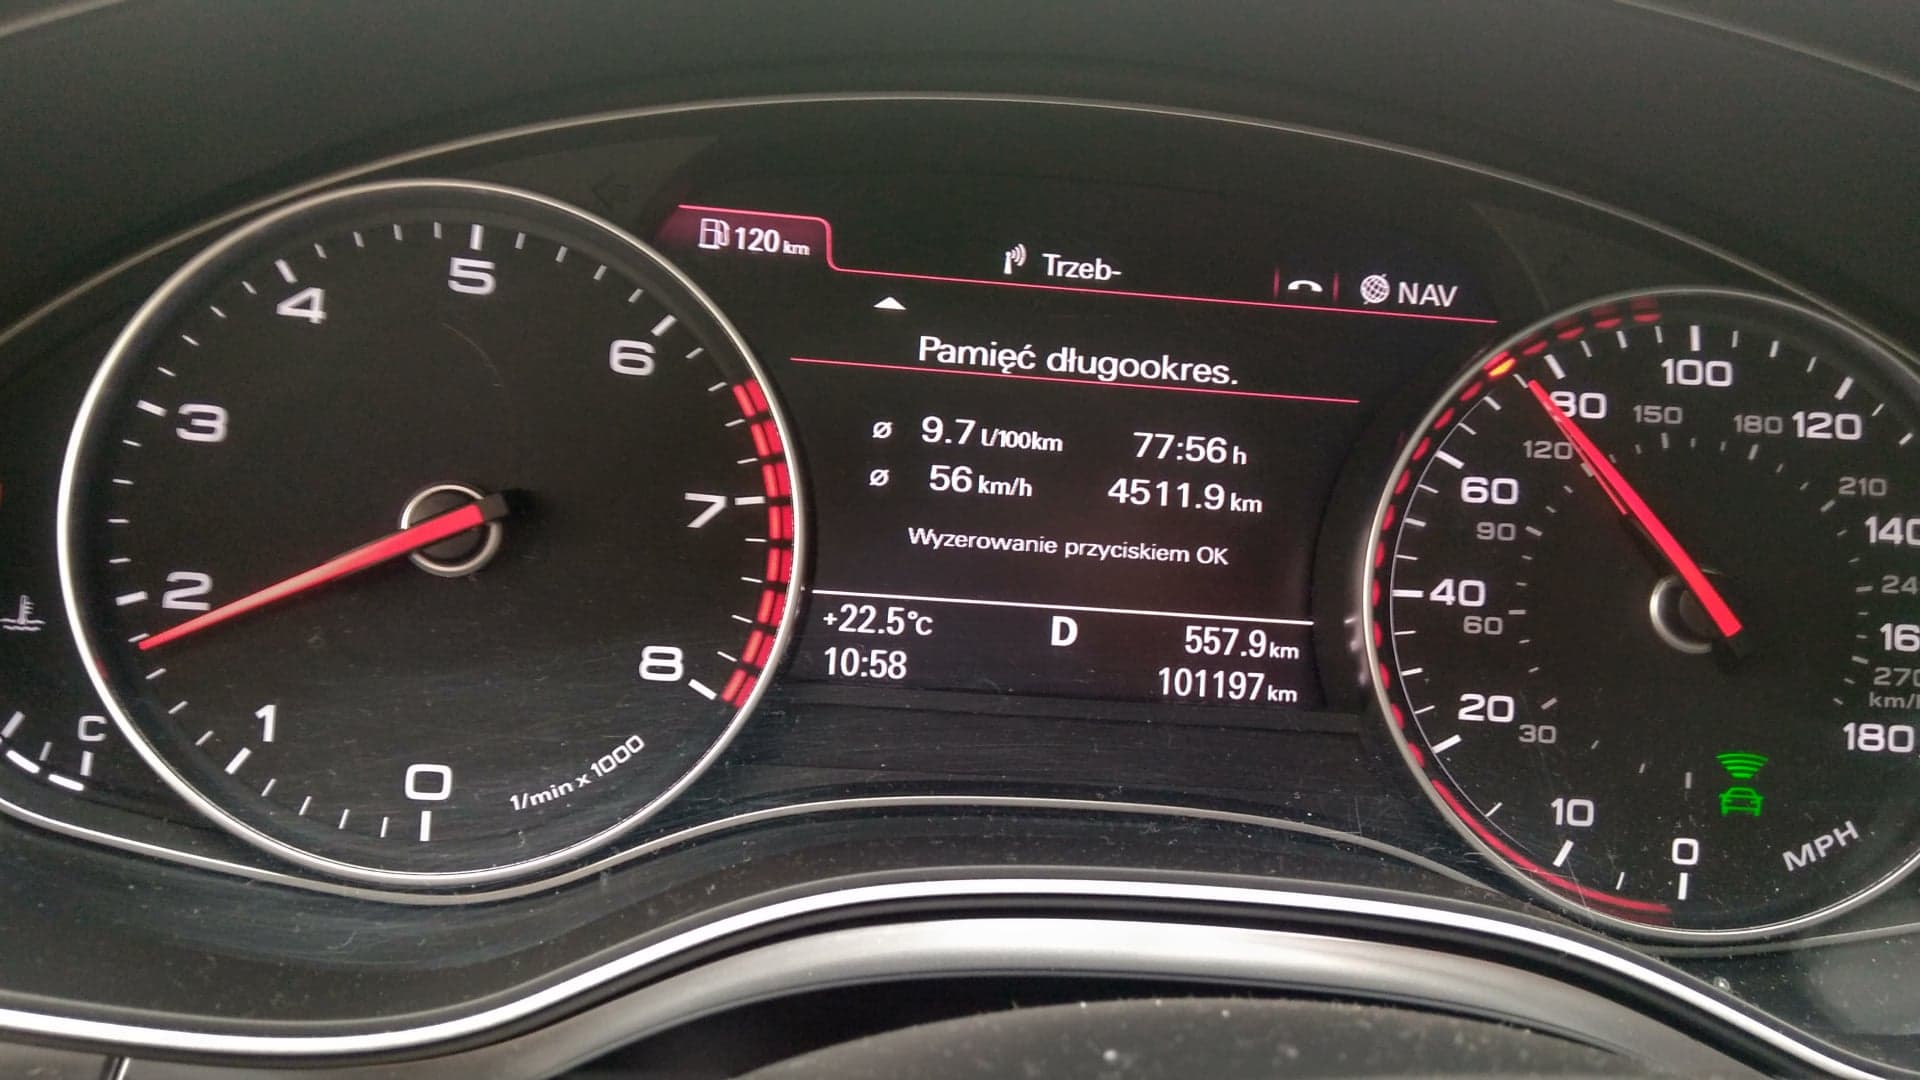 120 km
Trzeb-
NAV
Pamięć długookres.
ø 9.7 l/100km 77:56 h
ø 56 km/h 4511.9 km
Wyzerowanie przyciskiem OK
+22.5°C D 557.9 km
10:58 101197 km
0
1
2
3
4
5
6
7
8
1/min x 1000
C
0
10
20
40
60
80
100
120
140
16
180
MPH
30
60
90
120
150
180
210
24
270
km/